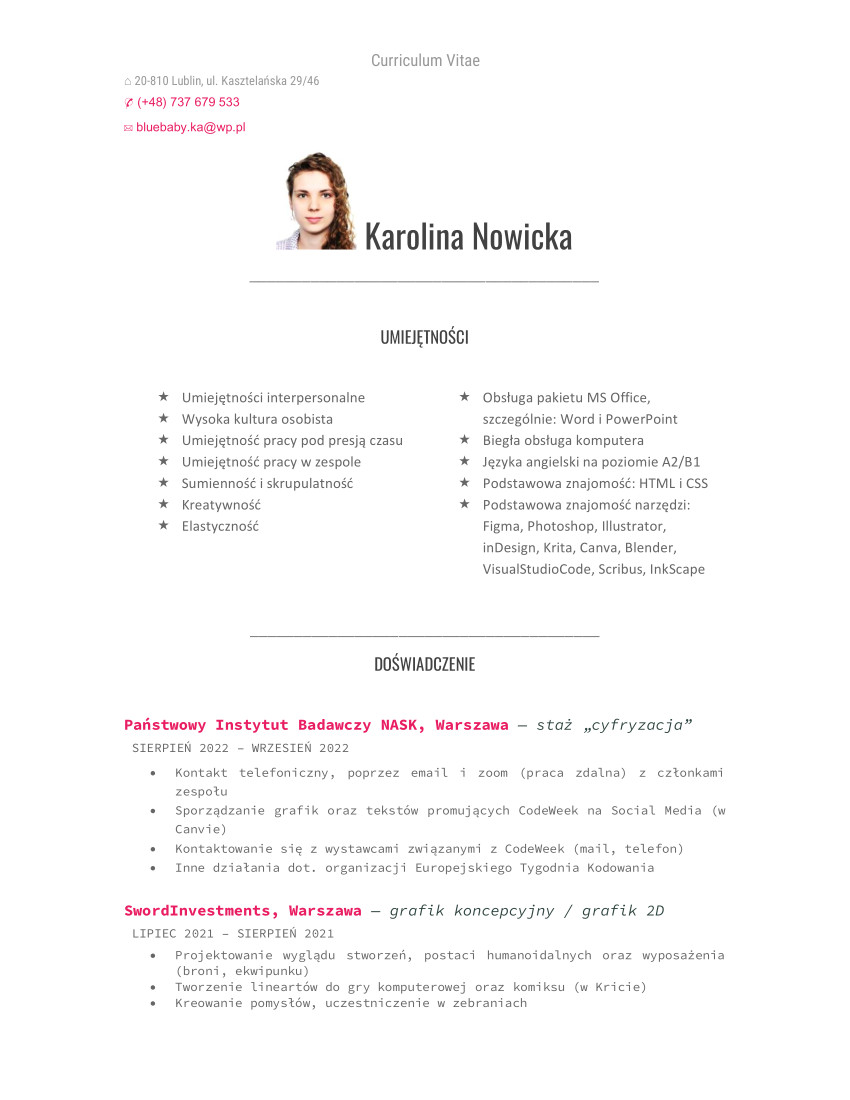 Curriculum Vitae
⌂ 20-810 Lublin, ul. Kasztelańska 29/46
✆ (+48) 737 679 533
✉ bluebaby.ka@wp.pl
Karolina Nowicka
UMIEJĘTNOŚCI
★ Umiejętności interpersonalne
★ Wysoka kultura osobista
★ Umiejętność pracy pod presją czasu
★ Umiejętność pracy w zespole
★ Sumienność i skrupulatność
★ Kreatywność
★ Elastyczność
★ Obsługa pakietu MS Office,
szczególnie: Word i PowerPoint
★ Biegła obsługa komputera
★ Języka angielski na poziomie A2/B1
★ Podstawowa znajomość: HTML i CSS
★ Podstawowa znajomość narzędzi:
Figma, Photoshop, Illustrator,
inDesign, Krita, Canva, Blender,
VisualStudioCode, Scribus, InkScape
DOŚWIADCZENIE
Państwowy Instytut Badawczy NASK, Warszawa — staż „cyfryzacja”
SIERPIEŃ 2022 – WRZESIEŃ 2022
• Kontakt telefoniczny, poprzez email i zoom (praca zdalna) z członkami
zespołu
• Sporządzanie grafik oraz tekstów promujących CodeWeek na Social Media (w
Canvie)
• Kontaktowanie się z wystawcami związanymi z CodeWeek (mail, telefon)
• Inne działania dot. organizacji Europejskiego Tygodnia Kodowania
SwordInvestments, Warszawa — grafik koncepcyjny / grafik 2D
LIPIEC 2021 – SIERPIEŃ 2021
• Projektowanie wyglądu stworzeń, postaci humanoidalnych oraz wyposażenia
(broni, ekwipunku)
• Tworzenie lineartów do gry komputerowej oraz komiksu (w Kricie)
• Kreowanie pomysłów, uczestniczenie w zebraniach